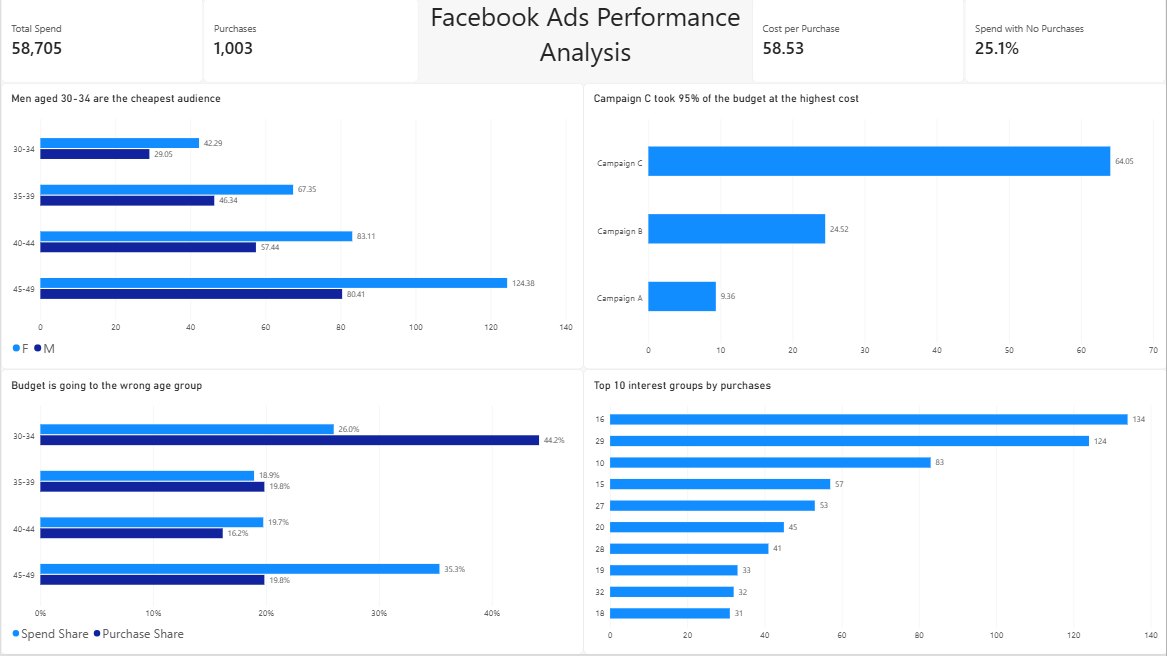 Total Spend
58,705
Purchases
1,003
Facebook Ads Performance
Analysis
Cost per Purchase
58.53
Spend with No Purchases
25.1%
Men aged 30-34 are the cheapest audience
30-34
42.29
29.05
35-39
67.35
46.34
40-44
83.11
57.44
45-49
124.38
80.41
0 20 40 60 80 100 120 140
F M
Campaign C took 95% of the budget at the highest cost
Campaign C 64.05
Campaign B 24.52
Campaign A 9.36
0 10 20 30 40 50 60 70
Budget is going to the wrong age group
30-34
26.0%
44.2%
35-39
18.9%
19.8%
40-44
19.7%
16.2%
45-49
35.3%
19.8%
0% 10% 20% 30% 40%
Spend Share Purchase Share
Top 10 interest groups by purchases
16 134
29 124
10 83
15 57
27 53
20 45
28 41
19 33
32 32
18 31
0 20 40 60 80 100 120 140